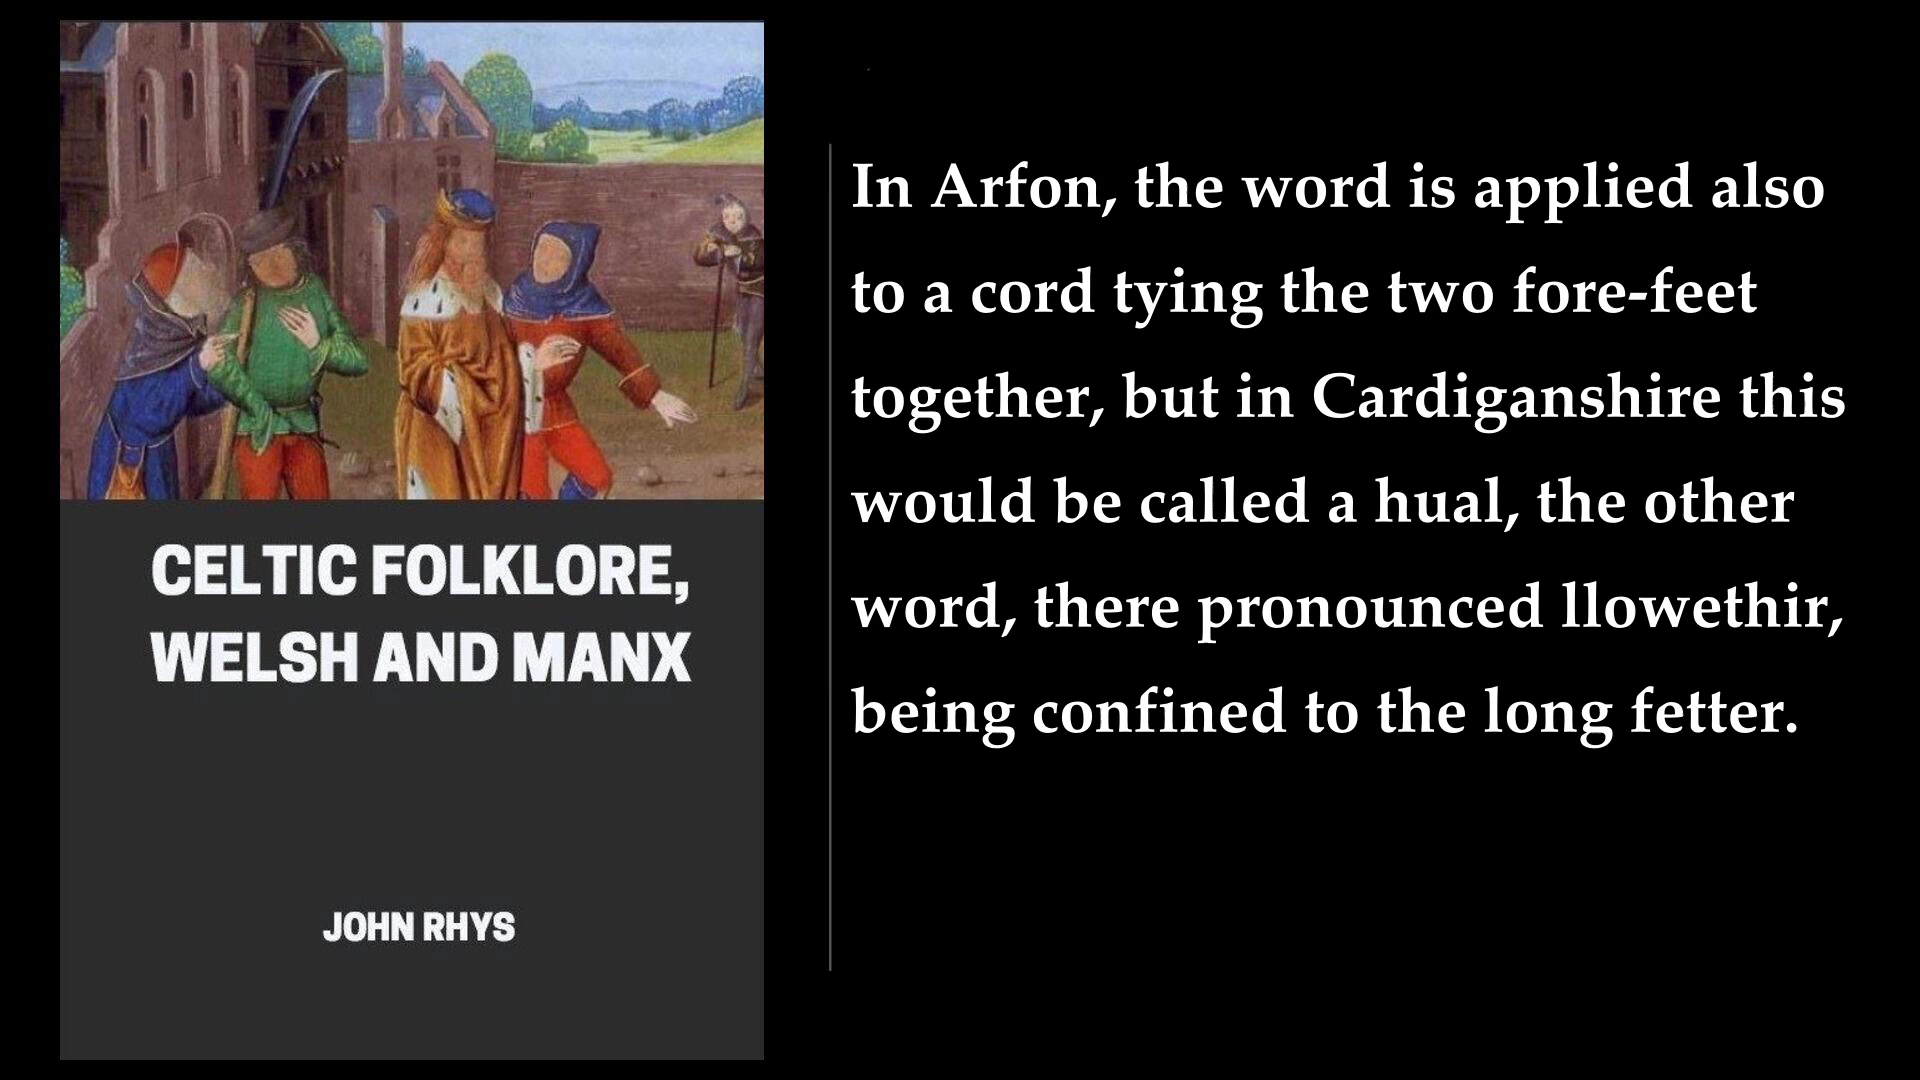 CELTIC FOLKLORE,
WELSH AND MANX
JOHN RHYS
In Arfon, the word is applied also
to a cord tying the two fore-feet
together, but in Cardiganshire this
would be called a hual, the other
word, there pronounced llowethir,
being confined to the long fetter.